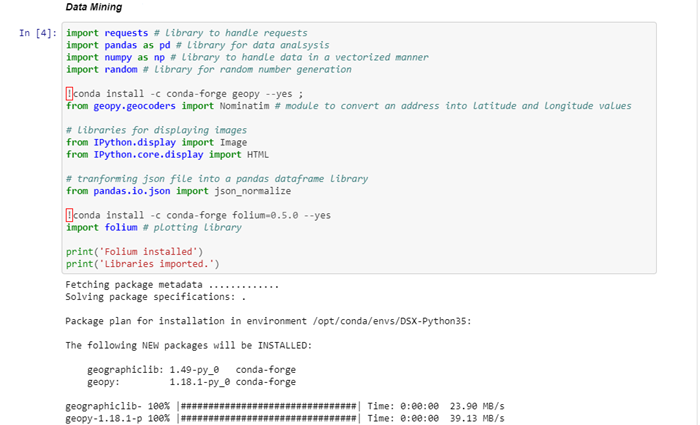 Data Mining
In [4]: import requests # library to handle requests
import pandas as pd # library for data analsysis
import numpy as np # library to handle data in a vectorized manner
import random # library for random number generation
!conda install -c conda-forge geopy --yes ;
from geopy.geocoders import Nominatim # module to convert an address into latitude and longitude values
# libraries for displaying images
from IPython.display import Image
from IPython.core.display import HTML
# tranforming json file into a pandas dataframe library
from pandas.io.json import json_normalize
!conda install -c conda-forge folium=0.5.0 --yes
import folium # plotting library
print('Folium installed')
print('Libraries imported.')
Fetching package metadata .............
Solving package specifications: .
Package plan for installation in environment /opt/conda/envs/DSX-Python35:
The following NEW packages will be INSTALLED:
geographiclib: 1.49-py_0 conda-forge
geopy: 1.18.1-py_0 conda-forge
geographiclib- 100% |################################| Time: 0:00:00 23.90 MB/s
geopy-1.18.1-p 100% |################################| Time: 0:00:00 39.13 MB/s